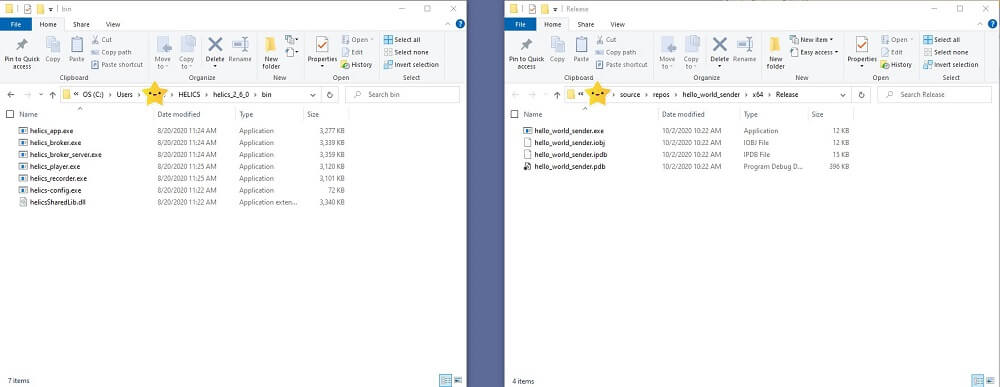 bin
File Home Share View
Pin to Quick access
Copy
Paste
Cut
Copy path
Paste shortcut
Clipboard
Move to
Copy to
Delete
Rename
Organize
New folder
New
Properties
Open
Edit
History
Open
Select all
Select none
Invert selection
Select
OS (C:) Users HELICS helics_2_6_0 bin
Search bin
Name Date modified Type Size
helics_app.exe 8/20/2020 11:24 AM Application 3,277 KB
helics_broker.exe 8/20/2020 11:24 AM Application 3,339 KB
helics_broker_server.exe 8/20/2020 11:24 AM Application 3,359 KB
helics_player.exe 8/20/2020 11:25 AM Application 3,120 KB
helics_recorder.exe 8/20/2020 11:25 AM Application 3,101 KB
helics-config.exe 8/20/2020 11:22 AM Application 72 KB
helicsSharedLib.dll 8/20/2020 11:22 AM Application exten... 3,340 KB
7 items
Release
File Home Share View
Pin to Quick access
Copy
Paste
Cut
Copy path
Paste shortcut
Clipboard
Move to
Copy to
Delete
Rename
Organize
New folder
New item
Easy access
New
Properties
Open
Edit
History
Open
Select all
Select none
Invert selection
Select
source repos hello_world_sender x64 Release
Search Release
Name Date modified Type Size
hello_world_sender.exe 10/2/2020 10:22 AM Application 12 KB
hello_world_sender.iobj 10/2/2020 10:22 AM IOBJ File 12 KB
hello_world_sender.ipdb 10/2/2020 10:22 AM IPDB File 15 KB
hello_world_sender.pdb 10/2/2020 10:22 AM Program Debug D... 396 KB
4 items